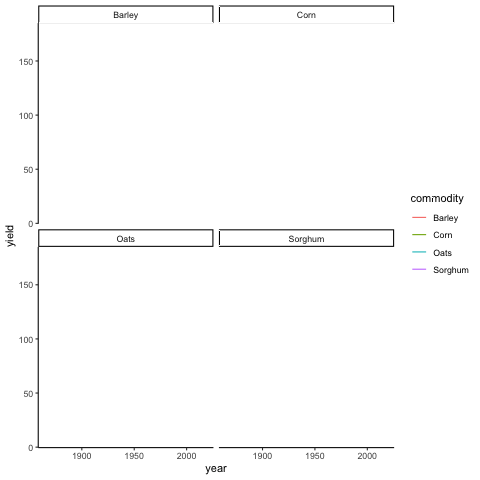 Barley
Corn
150
100
50
0
Oats
Sorghum
150
100
50
0
1900
1950
2000
1900
1950
2000
year
yield
commodity
Barley
Corn
Oats
Sorghum